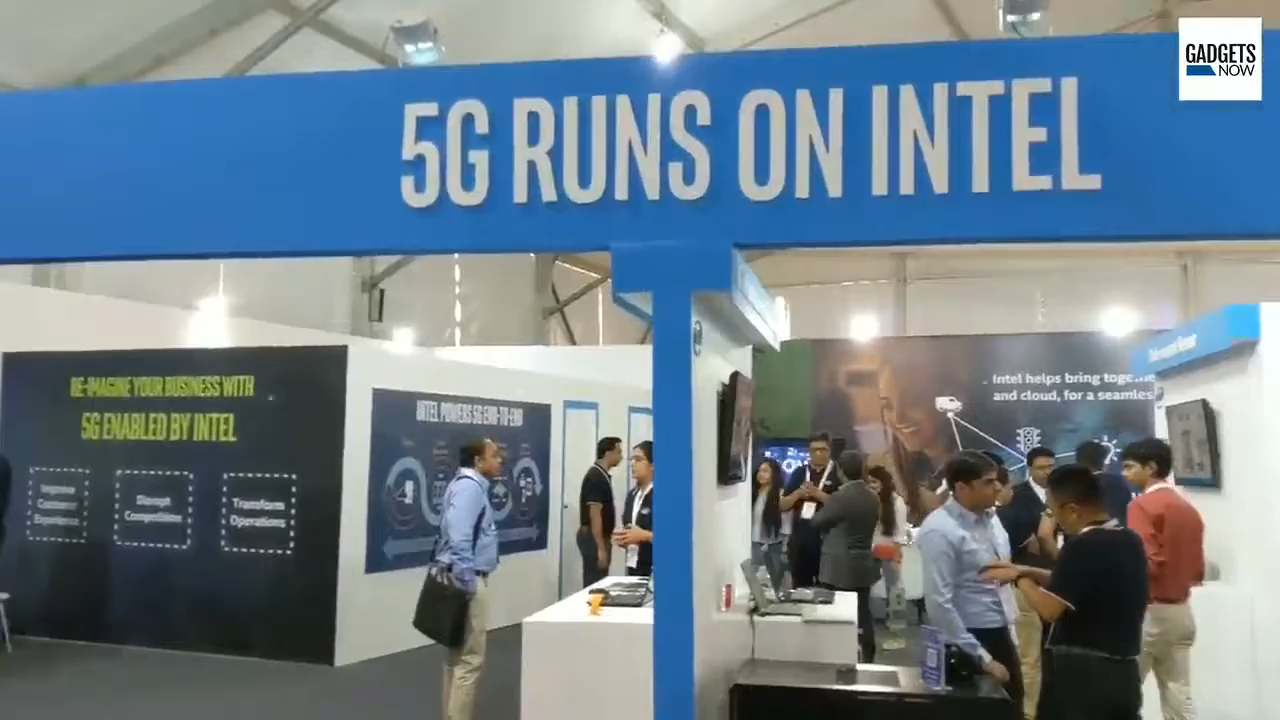 GADGETS
NOW
5G RUNS ON INTEL
RE-IMAGINE YOUR BUSINESS WITH
5G ENABLED BY INTEL
Improve
Customer
Experience
Disrupt
Competition
Transform
Operations
INTEL POWERS 5G END-TO-END
Intel helps bring togethe
and cloud, for a seamles